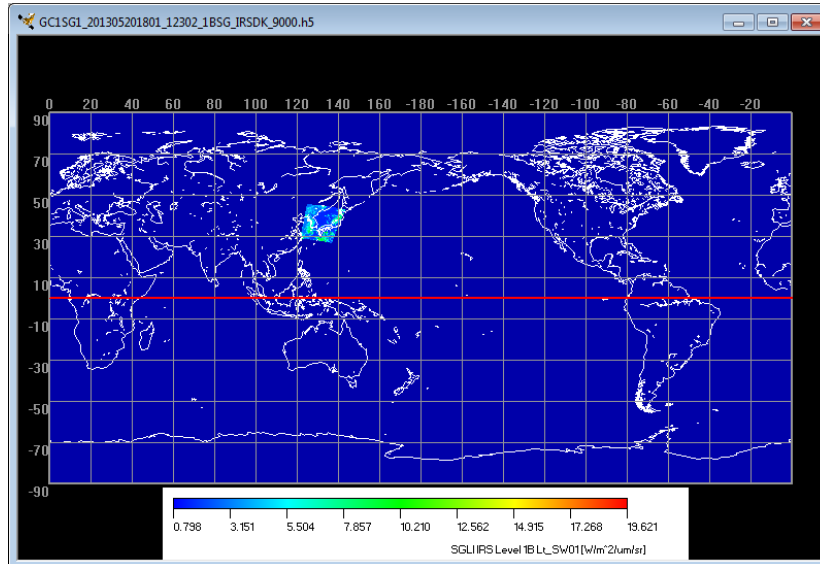 GC1SG1_201305201801_12302_1BSG_IRSDK_9000.h5
0 20 40 60 80 100 120 140 160 180 -160 -140 -120 -100 -80 -60 -40 -20
90
70
50
30
10
-10
-30
-50
-70
-90
0.798 3.151 5.504 7.857 10.210 12.562 14.915 17.268 19.621
SGLI IRS Level 1B Lt_SW01 [W/m^2/um/sr]